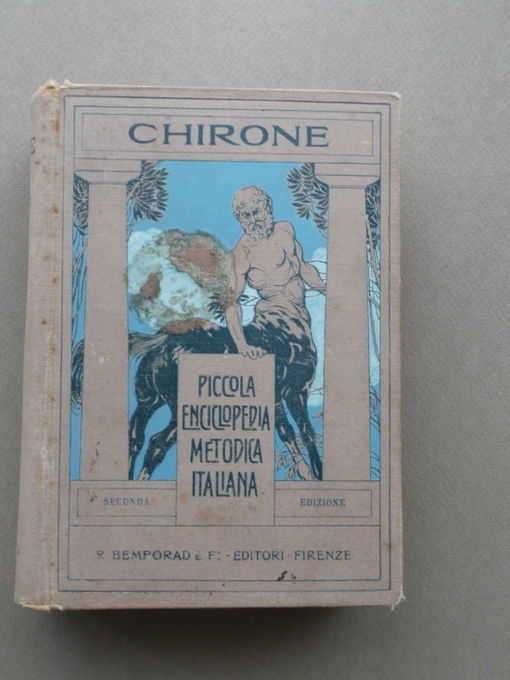 CHIRONE
PICCOLA
ENCICLOPEDIA
METODICA
ITALIANA
SECONDA EDIZIONE
R. BEMPORAD E F.º - EDITORI - FIRENZE